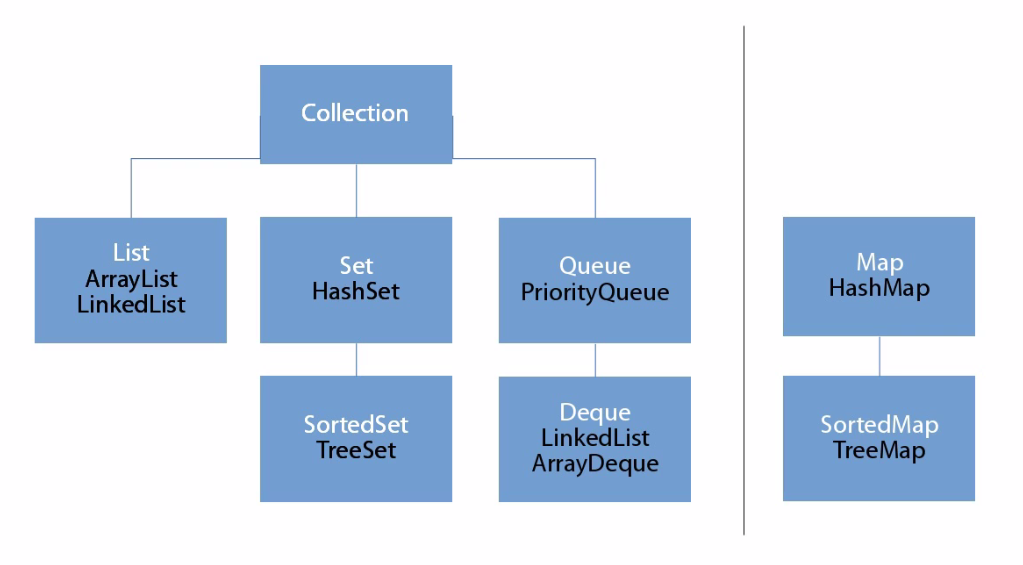 Collection
List
ArrayList
LinkedList
Set
HashSet
Queue
PriorityQueue
Map
HashMap
SortedSet
TreeSet
Deque
LinkedList
ArrayDeque
SortedMap
TreeMap